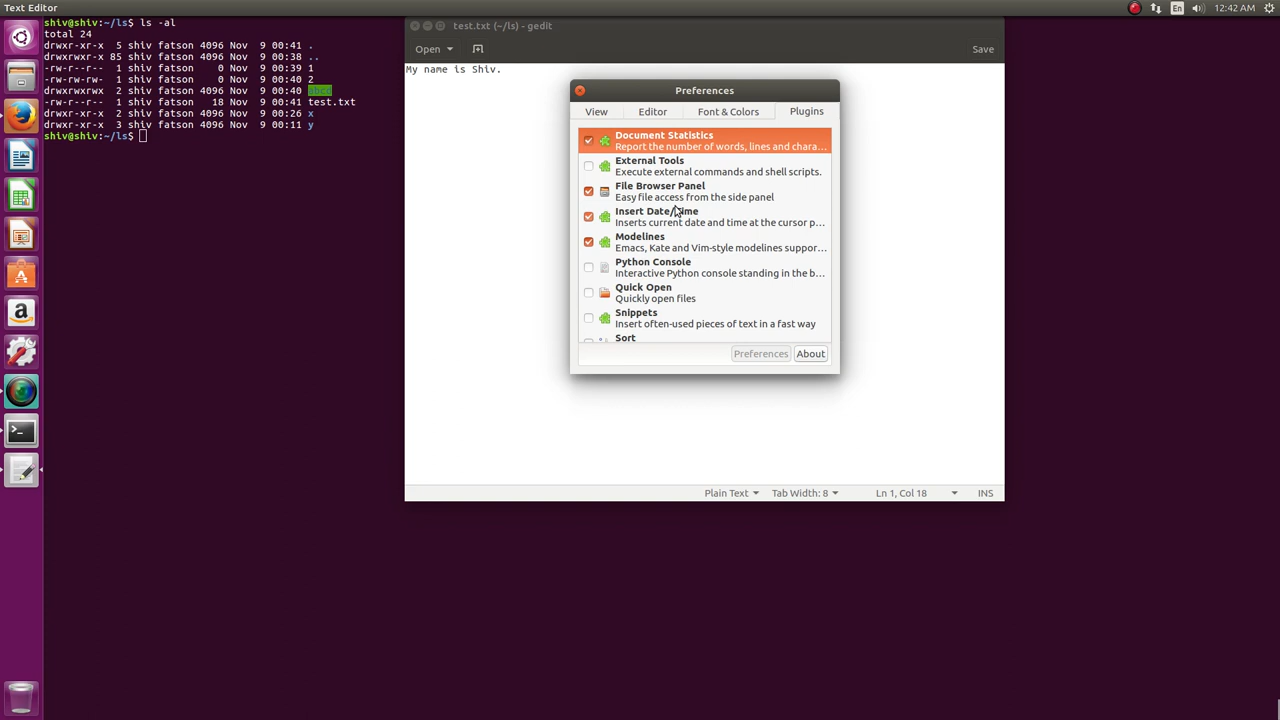 Text Editor
En
12:42 AM
shiv@shiv:~/ls$ ls -al
total 24
drwxr-xr-x  5 shiv fatson 4096 Nov  9 00:41 .
drwxrwxrwx 85 shiv fatson 4096 Nov  9 00:38 ..
-rw-r--r--  1 shiv fatson    0 Nov  9 00:39 1
-rw-rw-rw-  1 shiv fatson    0 Nov  9 00:40 2
drwxrwxrwx  2 shiv fatson 4096 Nov  9 00:40
-rw-r--r--  1 shiv fatson   18 Nov  9 00:41 test.txt
drwxr-xr-x  2 shiv fatson 4096 Nov  9 00:26 x
drwxr-xr-x  3 shiv fatson 4096 Nov  9 00:11 y
shiv@shiv:~/ls$
test.txt (~/ls) - gedit
Open
Save
My name is Shiv.
Preferences
View
Editor
Font & Colors
Plugins
Document Statistics
Report the number of words, lines and chara...
External Tools
Execute external commands and shell scripts.
File Browser Panel
Easy file access from the side panel
Insert Date/Time
Inserts current date and time at the cursor p...
Modelines
Emacs, Kate and Vim-style modelines suppor...
Python Console
Interactive Python console standing in the b...
Quick Open
Quickly open files
Snippets
Insert often-used pieces of text in a fast way
Sort
Preferences
About
Plain Text
Tab Width: 8
Ln 1, Col 18
INS